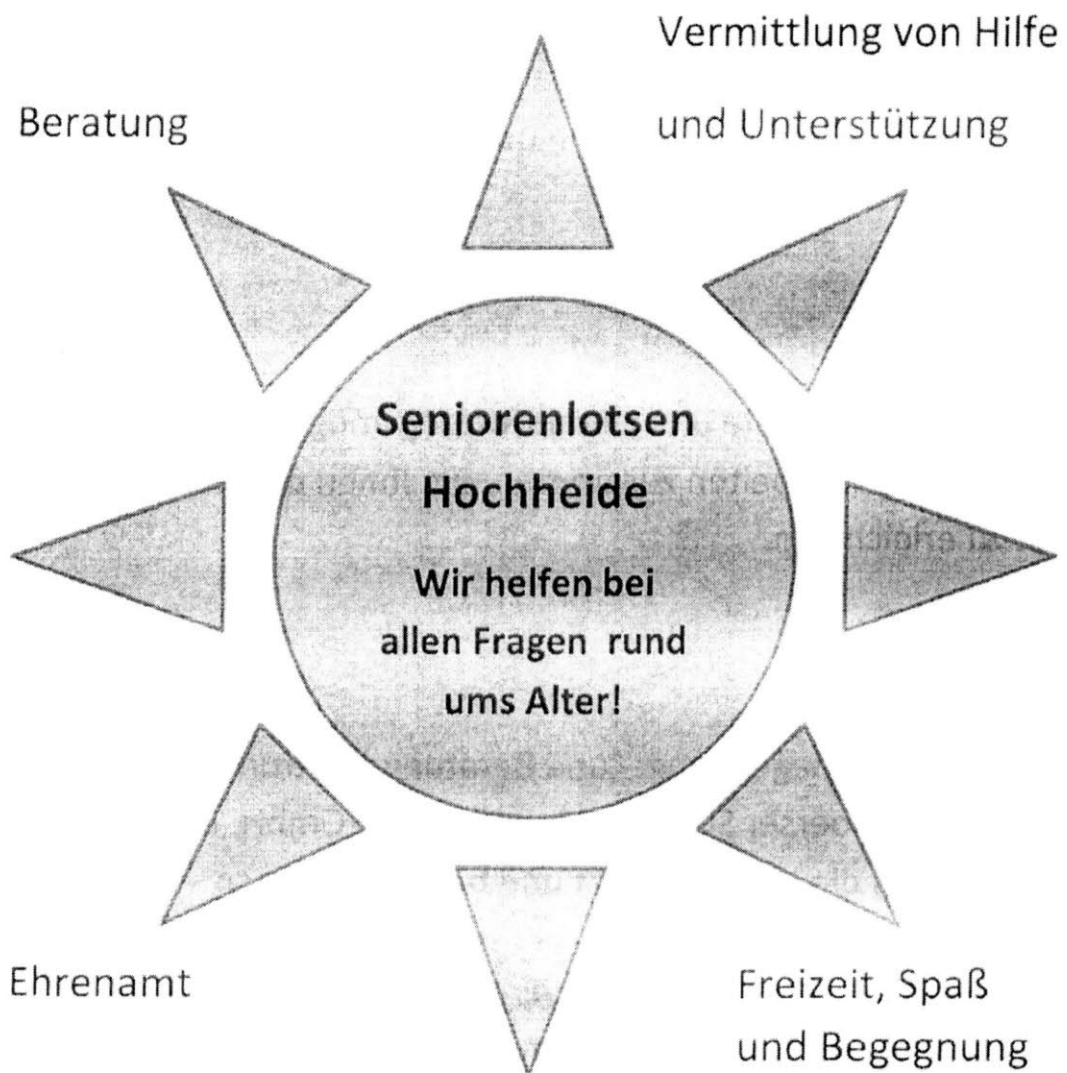 Vermittlung von Hilfe
und Unterstützung
Beratung
Seniorenlotsen
Hochheide
Wir helfen bei
allen Fragen rund
ums Alter!
Ehrenamt
Freizeit, Spaß
und Begegnung